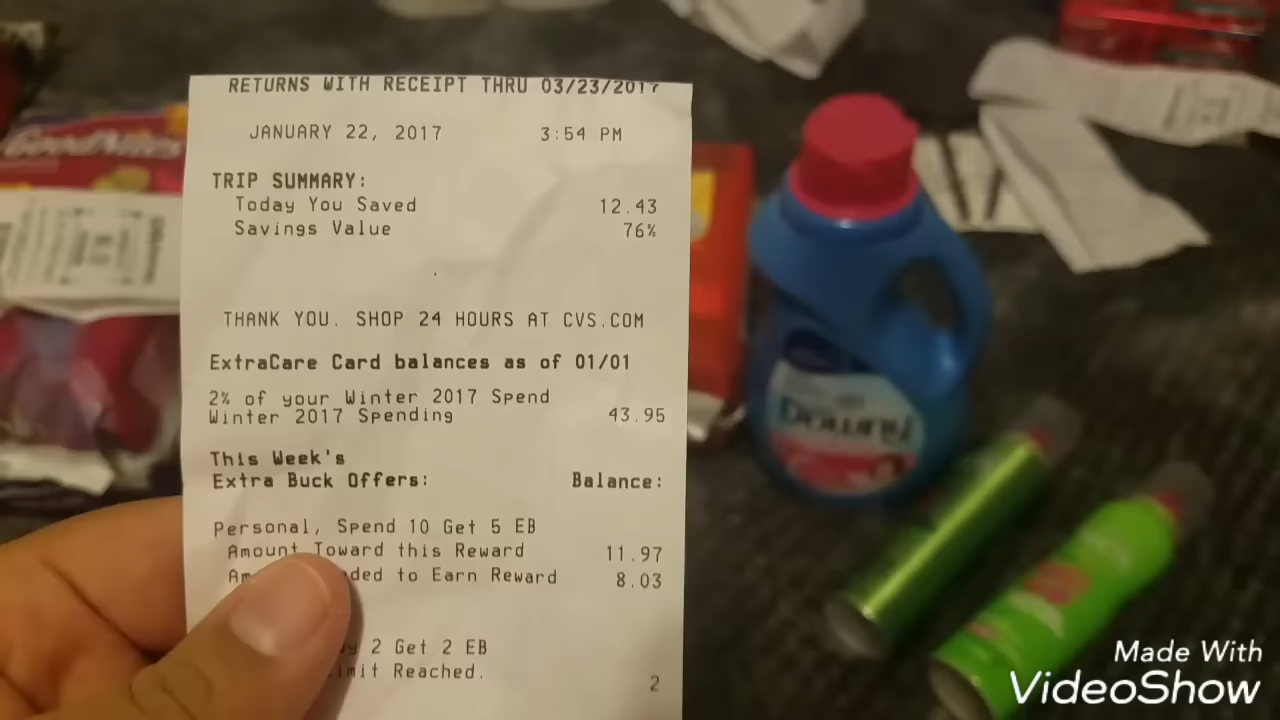 RETURNS WITH RECEIPT THRU 03/23/2017
JANUARY 22, 2017 3:54 PM
TRIP SUMMARY:
Today You Saved 12.43
Savings Value 76%
THANK YOU. SHOP 24 HOURS AT CVS.COM
ExtraCare Card balances as of 01/01
2% of your Winter 2017 Spend
Winter 2017 Spending 43.95
This Week's
Extra Buck Offers: Balance:
Personal, Spend 10 Get 5 EB
Amount Toward this Reward 11.97
to Earn Reward 8.03
2 Get 2 EB
Reached.
2
GoodNites
Downy
Made With
VideoShow